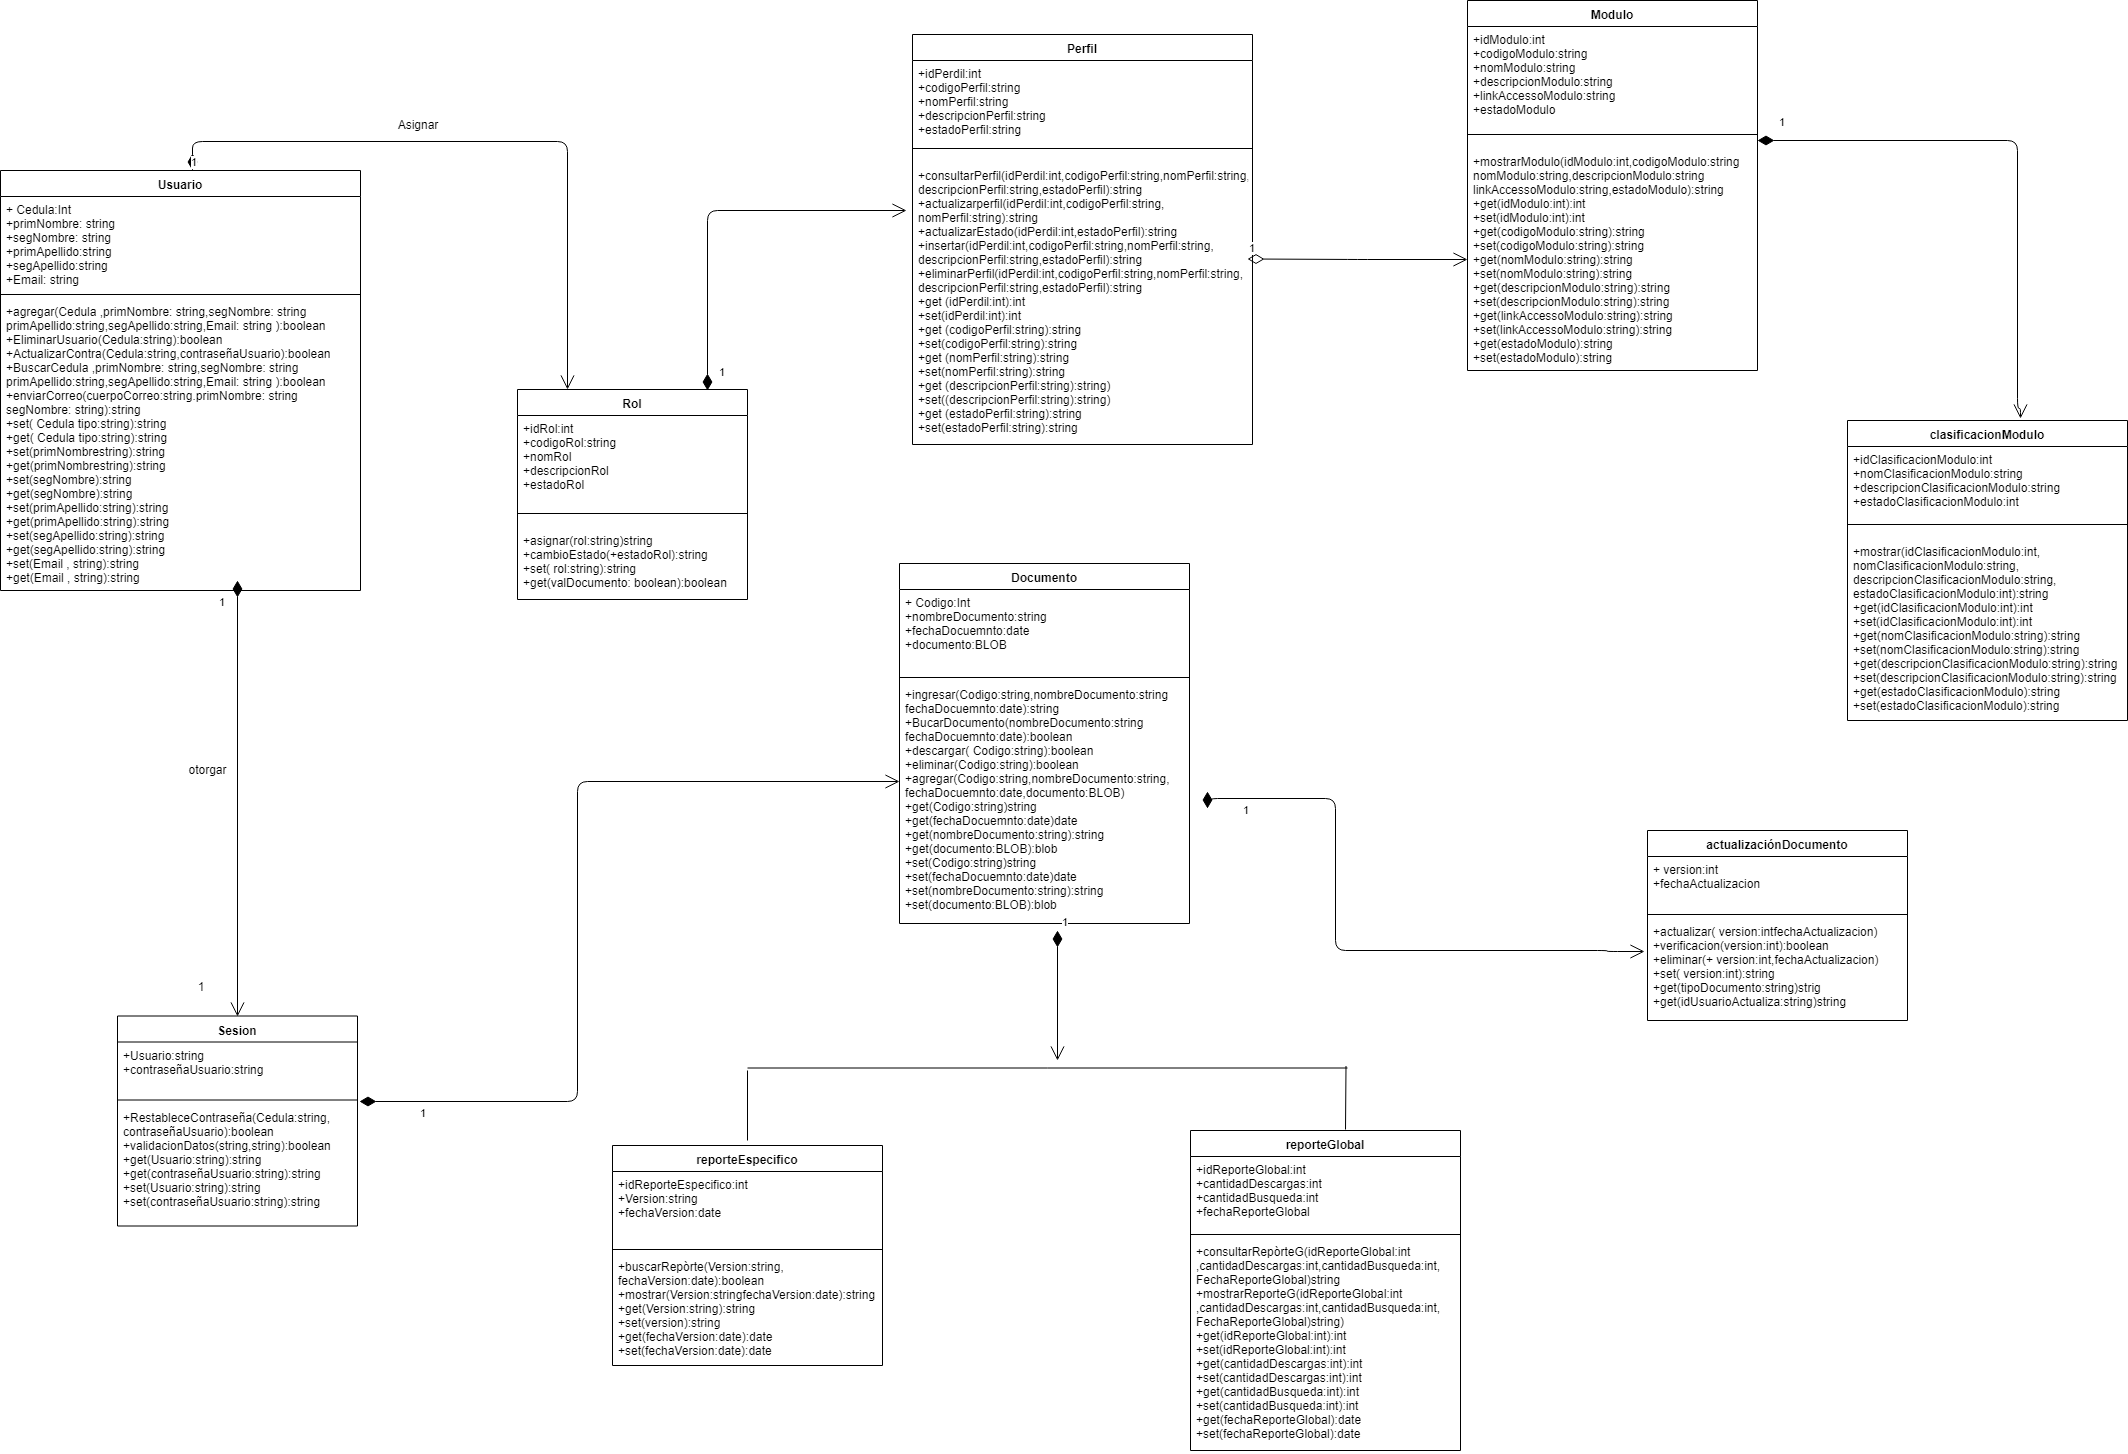 Asignar
1
Usuario
+ Cedula:Int
+primNombre: string
+segNombre: string
+primApellido:string
+segApellido:string
+Email: string
+agregar(Cedula ,primNombre: string,segNombre: string
primApellido:string,segApellido:string,Email: string ):boolean
+EliminarUsuario(Cedula:string):boolean
+ActualizarContra(Cedula:string,contraseñaUsuario):boolean
+BuscarCedula ,primNombre: string,segNombre: string
primApellido:string,segApellido:string,Email: string ):boolean
+enviarCorreo(cuerpoCorreo:string.primNombre: string
segNombre: string):string
+set( Cedula tipo:string):string
+get( Cedula tipo:string):string
+set(primNombrestring):string
+get(primNombrestring):string
+set(segNombre):string
+get(segNombre):string
+set(primApellido:string):string
+get(primApellido:string):string
+set(segApellido:string):string
+get(segApellido:string):string
+set(Email , string):string
+get(Email , string):string
1
otorgar
1
Rol
1
+idRol:int
+codigoRol:string
+nomRol
+descripcionRol
+estadoRol
+asignar(rol:string)string
+cambioEstado(+estadoRol):string
+set( rol:string):string
+get(valDocumento: boolean):boolean
Perfil
+idPerdil:int
+codigoPerfil:string
+nomPerfil:string
+descripcionPerfil:string
+estadoPerfil:string
+consultarPerfil(idPerdil:int,codigoPerfil:string,nomPerfil:string,
descripcionPerfil:string,estadoPerfil):string
+actualizarperfil(idPerdil:int,codigoPerfil:string,
nomPerfil:string):string
+actualizarEstado(idPerdil:int,estadoPerfil):string
+insertar(idPerdil:int,codigoPerfil:string,nomPerfil:string,
descripcionPerfil:string,estadoPerfil):string
+eliminarPerfil(idPerdil:int,codigoPerfil:string,nomPerfil:string,
descripcionPerfil:string,estadoPerfil):string
+get (idPerdil:int):int
+set(idPerdil:int):int
+get (codigoPerfil:string):string
+set(codigoPerfil:string):string
+get (nomPerfil:string):string
+set(nomPerfil:string):string
+get (descripcionPerfil:string):string)
+set((descripcionPerfil:string):string)
+get (estadoPerfil:string):string
+set(estadoPerfil:string):string
1
Modulo
+idModulo:int
+codigoModulo:string
+nomModulo:string
+descripcionModulo:string
+linkAccessoModulo:string
+estadoModulo
+mostrarModulo(idModulo:int,codigoModulo:string
nomModulo:string,descripcionModulo:string
linkAccessoModulo:string,estadoModulo):string
+get(idModulo:int):int
+set(idModulo:int):int
+get(codigoModulo:string):string
+set(codigoModulo:string):string
+get(nomModulo:string):string
+set(nomModulo:string):string
+get(descripcionModulo:string):string
+set(descripcionModulo:string):string
+get(linkAccessoModulo:string):string
+set(linkAccessoModulo:string):string
+get(estadoModulo):string
+set(estadoModulo):string
1
clasificacionModulo
+idClasificacionModulo:int
+nomClasificacionModulo:string
+descripcionClasificacionModulo:string
+estadoClasificacionModulo:int
+mostrar(idClasificacionModulo:int,
nomClasificacionModulo:string,
descripcionClasificacionModulo:string,
estadoClasificacionModulo:int):string
+get(idClasificacionModulo:int):int
+set(idClasificacionModulo:int):int
+get(nomClasificacionModulo:string):string
+set(nomClasificacionModulo:string):string
+get(descripcionClasificacionModulo:string):string
+set(descripcionClasificacionModulo:string):string
+get(estadoClasificacionModulo):string
+set(estadoClasificacionModulo):string
Documento
+ Codigo:Int
+nombreDocumento:string
+fechaDocuemnto:date
+documento:BLOB
+ingresar(Codigo:string,nombreDocumento:string
fechaDocuemnto:date):string
+BucarDocumento(nombreDocumento:string
fechaDocuemnto:date):boolean
+descargar( Codigo:string):boolean
+eliminar(Codigo:string):boolean
+agregar(Codigo:string,nombreDocumento:string,
fechaDocuemnto:date,documento:BLOB)
+get(Codigo:string)string
+get(fechaDocuemnto:date)date
+get(nombreDocumento:string):string
+get(documento:BLOB):blob
+set(Codigo:string)string
+set(fechaDocuemnto:date)date
+set(nombreDocumento:string):string
+set(documento:BLOB):blob
1
1
actualizaciónDocumento
+ version:int
+fechaActualizacion
+actualizar( version:intfechaActualizacion)
+verificacion(version:int):boolean
+eliminar(+ version:int,fechaActualizacion)
+set( version:int):string
+get(tipoDocumento:string)strig
+get(idUsuarioActualiza:string)string
Sesion
+Usuario:string
+contraseñaUsuario:string
+RestableceContraseña(Cedula:string,
contraseñaUsuario):boolean
+validacionDatos(string,string):boolean
+get(Usuario:string):string
+get(contraseñaUsuario:string):string
+set(Usuario:string):string
+set(contraseñaUsuario:string):string
1
reporteEspecifico
+idReporteEspecifico:int
+Version:string
+fechaVersion:date
+buscarRepòrte(Version:string,
fechaVersion:date):boolean
+mostrar(Version:stringfechaVersion:date):string
+get(Version:string):string
+set(version):string
+get(fechaVersion:date):date
+set(fechaVersion:date):date
reporteGlobal
+idReporteGlobal:int
+cantidadDescargas:int
+cantidadBusqueda:int
+fechaReporteGlobal
+consultarRepòrteG(idReporteGlobal:int
,cantidadDescargas:int,cantidadBusqueda:int,
FechaReporteGlobal)string
+mostrarReporteG(idReporteGlobal:int
,cantidadDescargas:int,cantidadBusqueda:int,
FechaReporteGlobal)string)
+get(idReporteGlobal:int):int
+set(idReporteGlobal:int):int
+get(cantidadDescargas:int):int
+set(cantidadDescargas:int):int
+get(cantidadBusqueda:int):int
+set(cantidadBusqueda:int):int
+get(fechaReporteGlobal):date
+set(fechaReporteGlobal):date